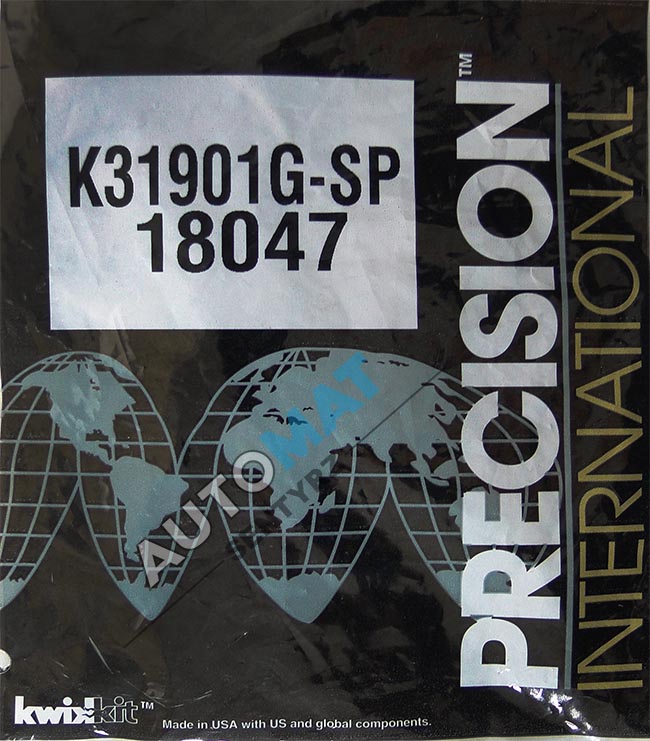 K31901G-SP
18047
PRECISION™
INTERNATIONAL
AUTOMAT
kwikkit™
Made in USA with US and global components.